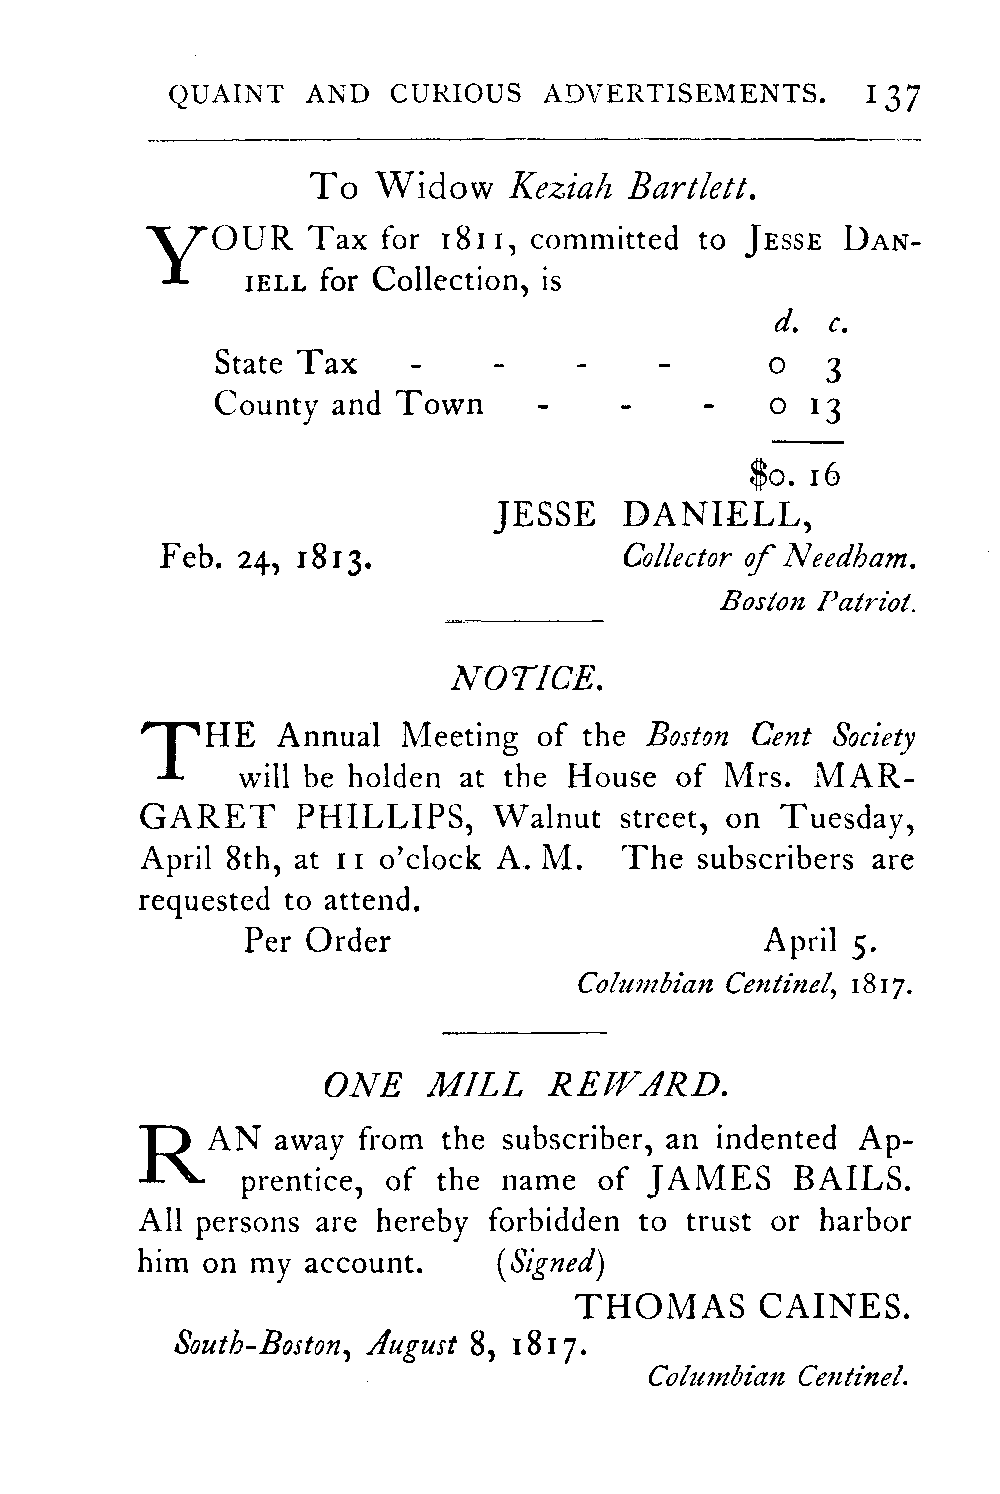 QUAINT AND CURIOUS ADVERTISEMENTS. 137
To Widow Keziah Bartlett.
YOUR Tax for 1811, committed to JESSE DAN-
IELL for Collection, is
d. c.
State Tax - - - - 0 3
County and Town - - - 0 13
$0. 16
JESSE DANIELL,
Feb. 24, 1813. Collector of Needham.
Boston Patriot.
NOTICE.
THE Annual Meeting of the Boston Cent Society
will be holden at the House of Mrs. MAR-
GARET PHILLIPS, Walnut street, on Tuesday,
April 8th, at 11 o'clock A. M. The subscribers are
requested to attend.
Per Order April 5.
Columbian Centinel, 1817.
ONE MILL REWARD.
RAN away from the subscriber, an indented Ap-
prentice, of the name of JAMES BAILS.
All persons are hereby forbidden to trust or harbor
him on my account. (Signed)
THOMAS CAINES.
South-Boston, August 8, 1817.
Columbian Centinel.